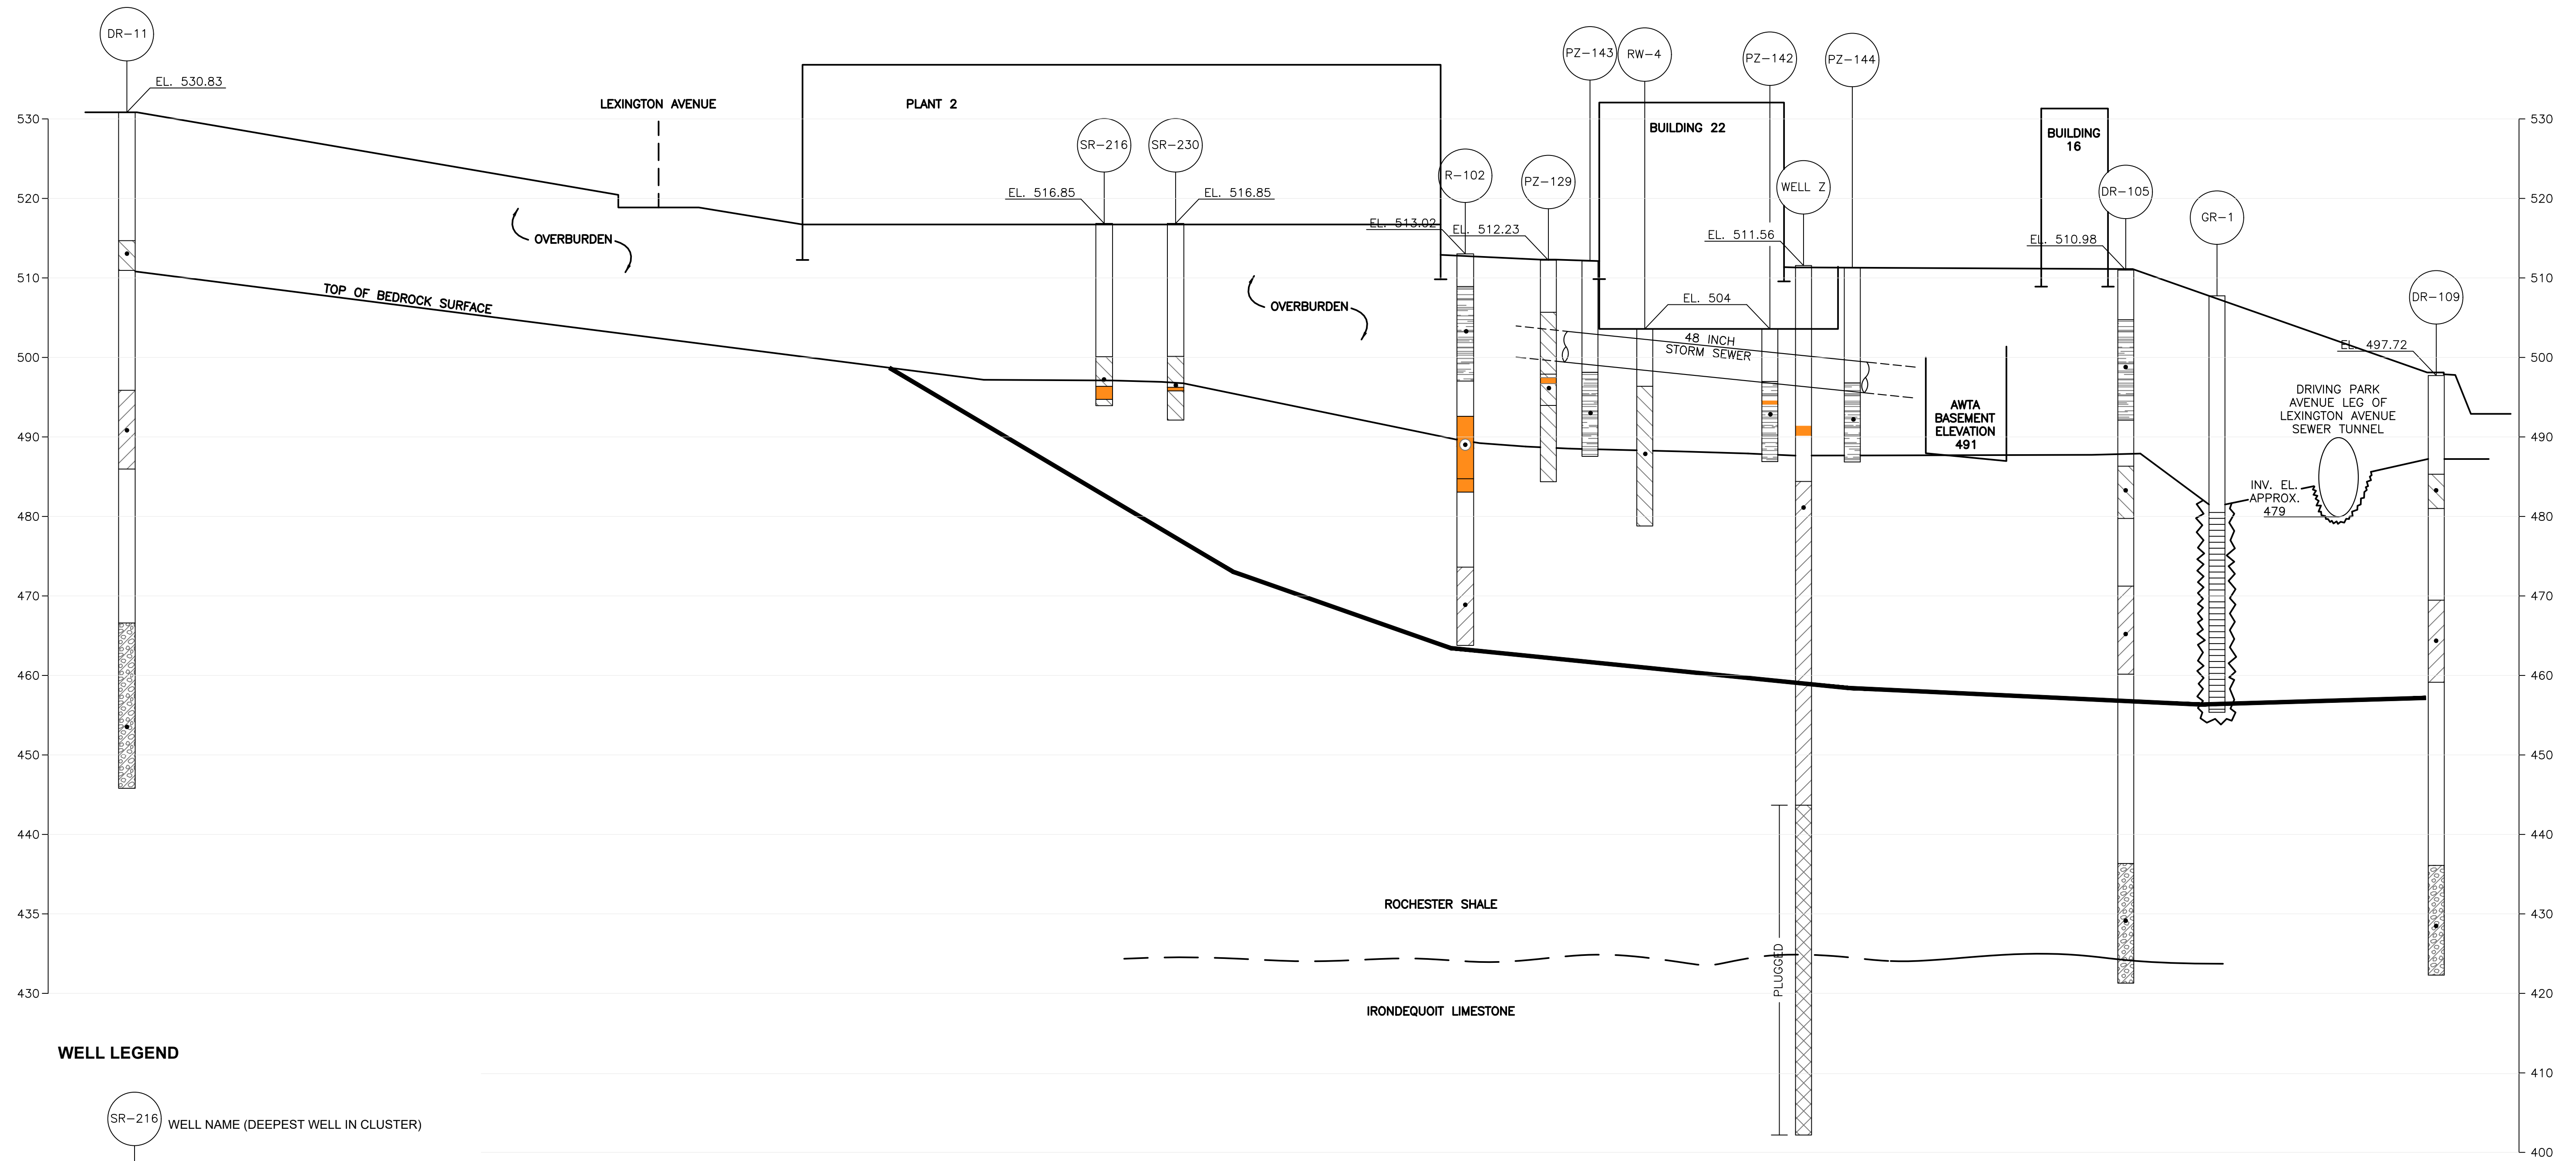 DR-11
PZ-143
RW-4
PZ-142
PZ-144
EL. 530.83
LEXINGTON AVENUE
PLANT 2
BUILDING 22
BUILDING
16
530
530
SR-216
SR-230
R-102
PZ-129
WELL Z
DR-105
520
520
EL. 516.85
EL. 516.85
GR-1
EL. 513.02
EL. 512.23
EL. 511.56
EL. 510.98
OVERBURDEN
510
510
TOP OF BEDROCK SURFACE
OVERBURDEN
EL. 504
DR-109
48 INCH
STORM SEWER
EL. 497.72
500
500
DRIVING PARK
AVENUE LEG OF
LEXINGTON AVENUE
SEWER TUNNEL
AWTA
BASEMENT
ELEVATION
491
490
490
INV. EL.
APPROX.
479
480
480
470
470
460
460
450
450
440
440
ROCHESTER SHALE
435
430
PLUGGED
430
420
IRONDEQUOIT LIMESTONE
WELL LEGEND
410
SR-216
WELL NAME (DEEPEST WELL IN CLUSTER)
400